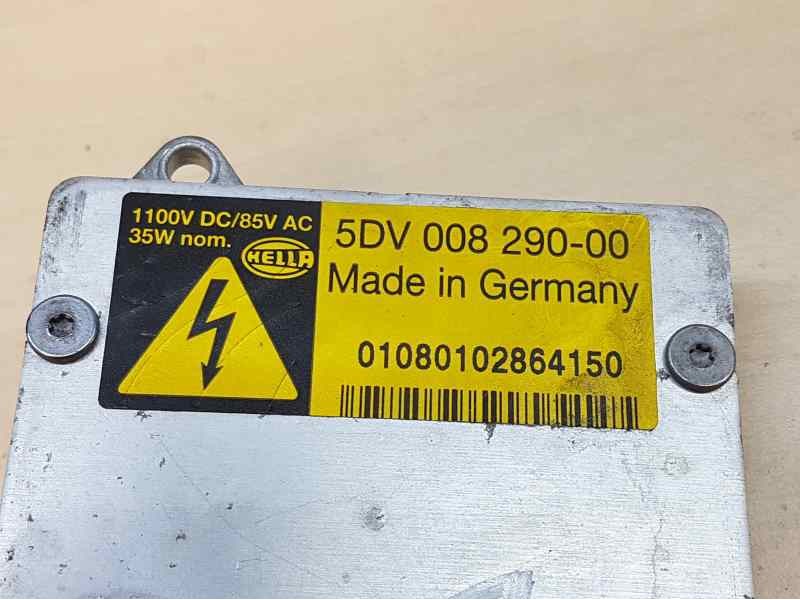 1100V DC/85V AC
35W nom.
HELLA
5DV 008 290-00
Made in Germany
01080102864150